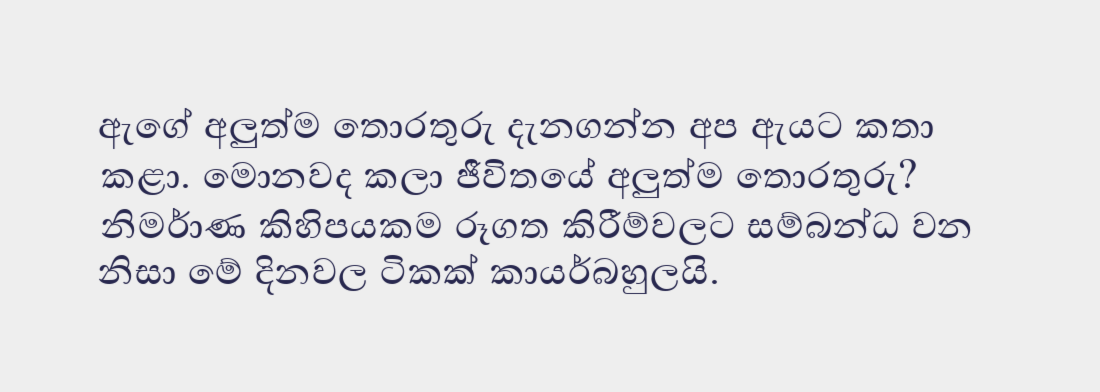 ඇගේ අලුත්ම තොරතුරු දැනගන්න අප ඇයට කතා
කළා. මොනවද කලා ජීවිතයේ අලුත්ම තොරතුරු?
නිමර්ාණ කිහිපයකම රූගත කිරීම්වලට සම්බන්ධ වන
නිසා මේ දිනවල ටිකක් කායර්බහුලයි.